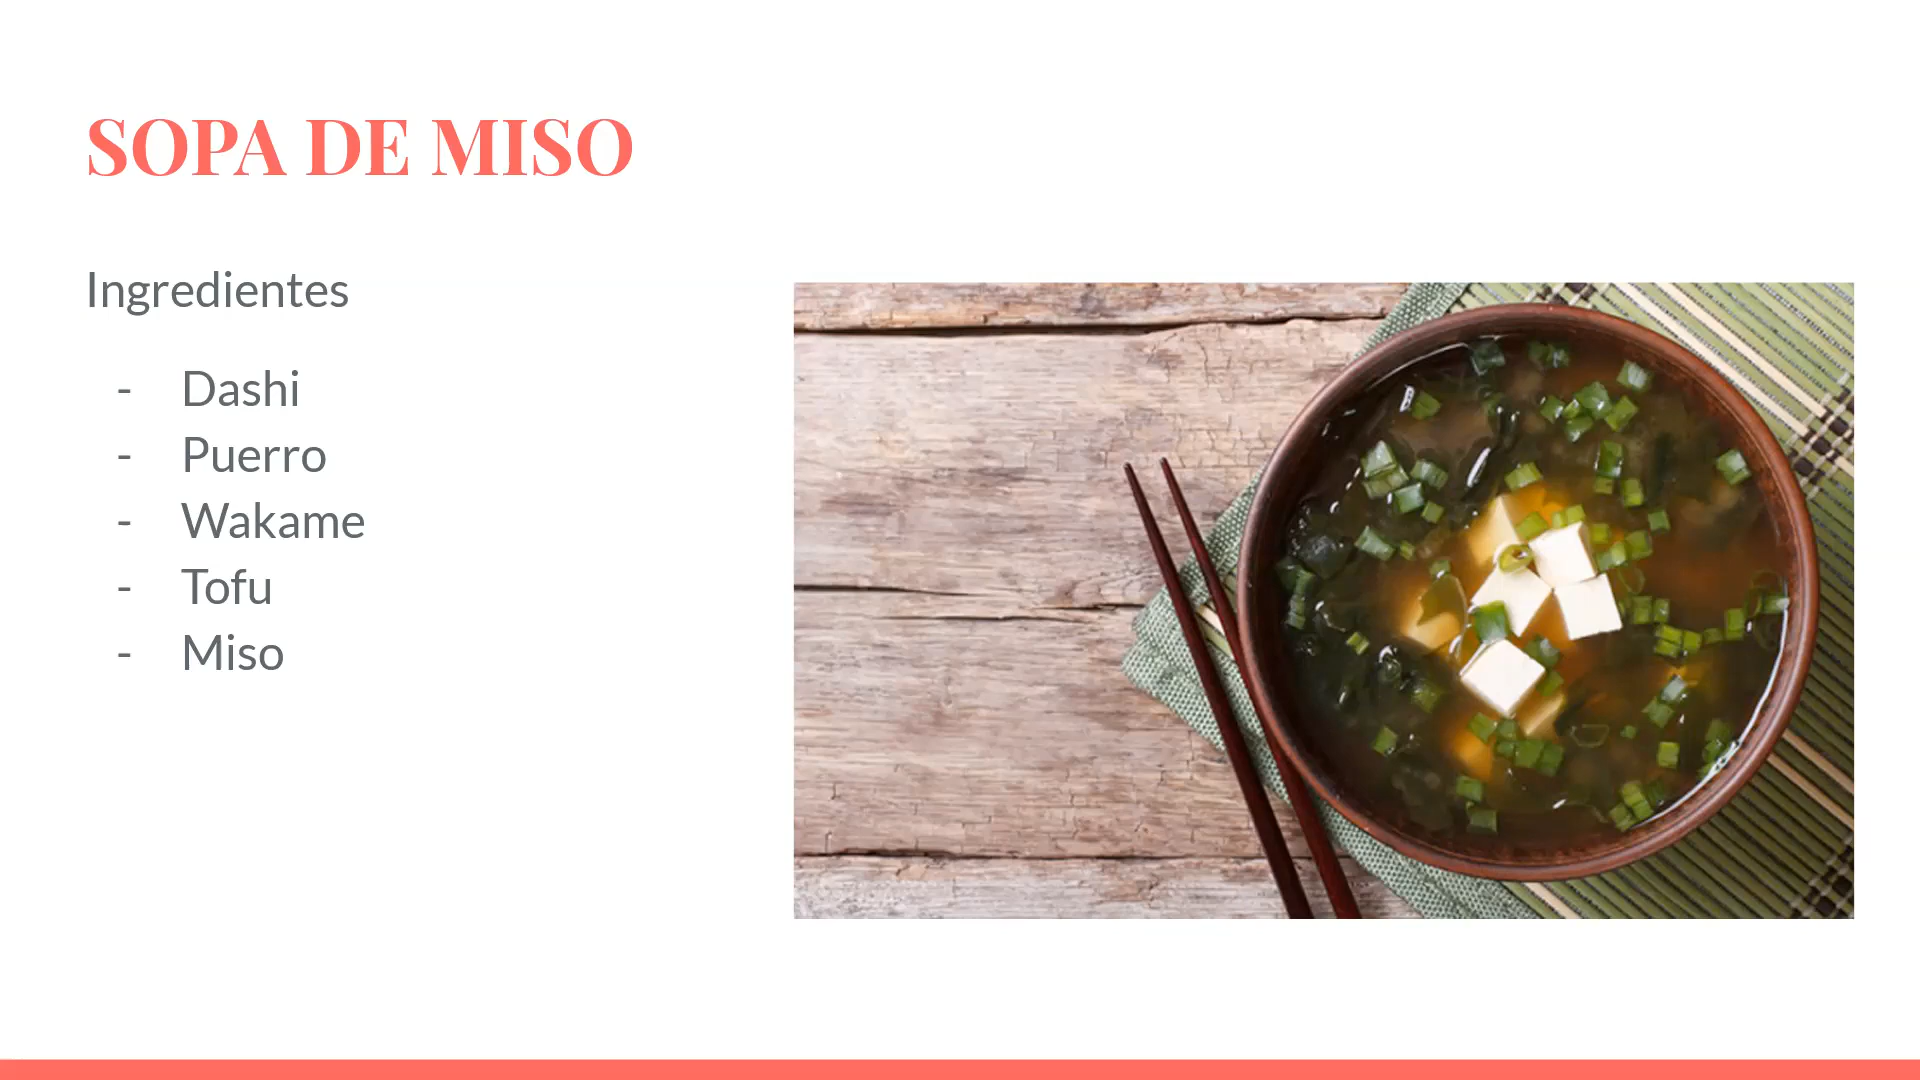 SOPA DE MISO
Ingredientes
- Dashi
- Puerro
- Wakame
- Tofu
- Miso